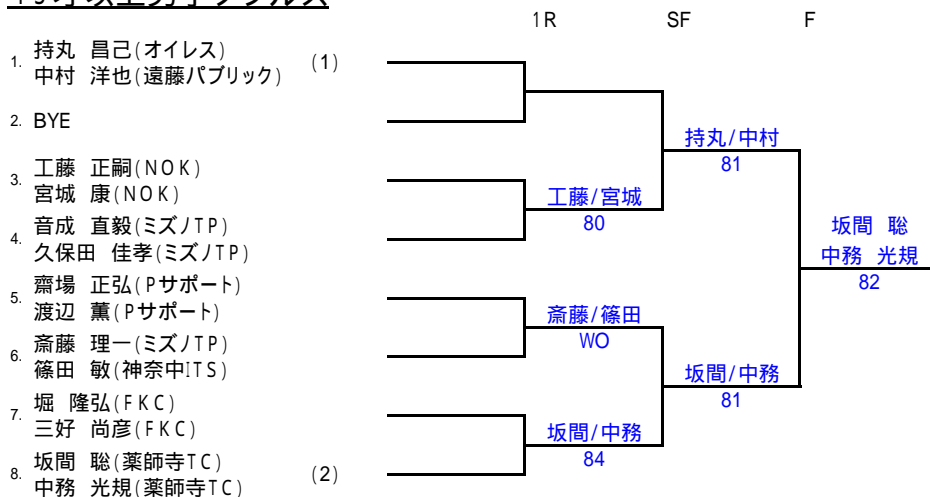 1R SF F
1. 持丸 昌己(オイレス) (1)
中村 洋也(遠藤パブリック)
2. BYE
3. 工藤 正嗣(NOK)
宮城 康(NOK)
4. 音成 直毅(ミズノTP)
久保田 佳孝(ミズノTP)
5. 齋場 正弘(Pサポート)
渡辺 薫(Pサポート)
6. 斎藤 理一(ミズノTP)
篠田 敏(神奈中ITS)
7. 堀 隆弘(FKC)
三好 尚彦(FKC)
8. 坂間 聡(薬師寺TC) (2)
中務 光規(薬師寺TC)
工藤/宮城
80
斎藤/篠田
WO
坂間/中務
84
持丸/中村
81
坂間/中務
81
坂間 聡
中務 光規
82